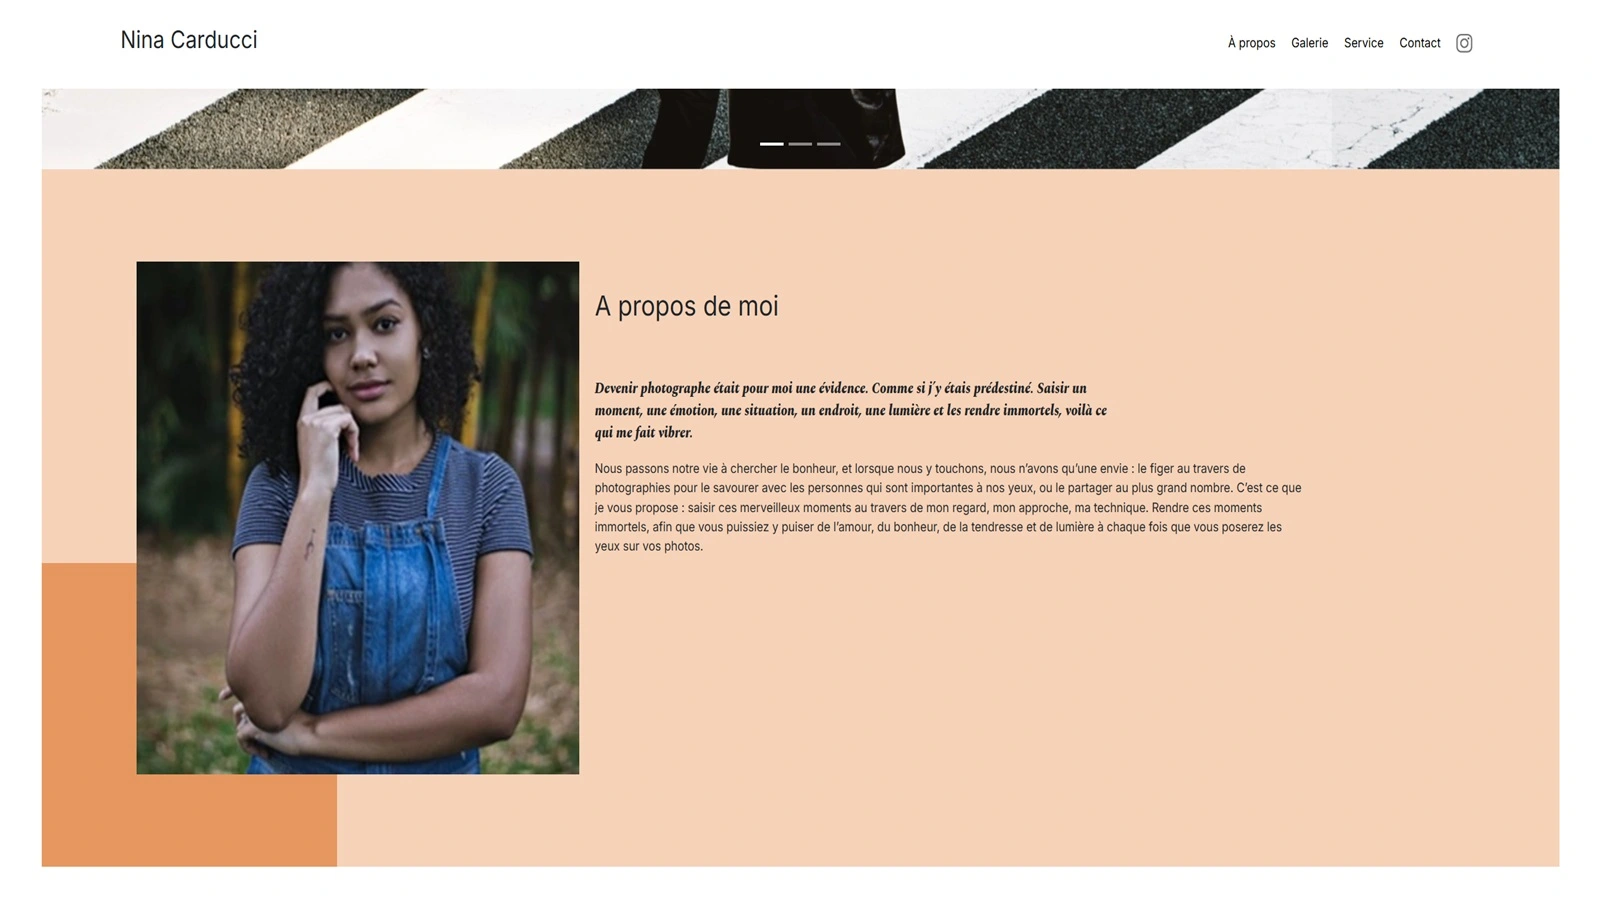 Nina Carducci
À propos Galerie Service Contact
A propos de moi
Devenir photographe était pour moi une évidence. Comme si j'y étais prédestiné. Saisir un
moment, une émotion, une situation, un endroit, une lumière et les rendre immortels, voilà ce
qui me fait vibrer.
Nous passons notre vie à chercher le bonheur, et lorsque nous y touchons, nous n’avons qu’une envie : le figer au travers de
photographies pour le savourer avec les personnes qui sont importantes à nos yeux, ou le partager au plus grand nombre. C’est ce que
je vous propose : saisir ces merveilleux moments au travers de mon regard, mon approche, ma technique. Rendre ces moments
immortels, afin que vous puissiez y puiser de l’amour, du bonheur, de la tendresse et de lumière à chaque fois que vous poserez les
yeux sur vos photos.